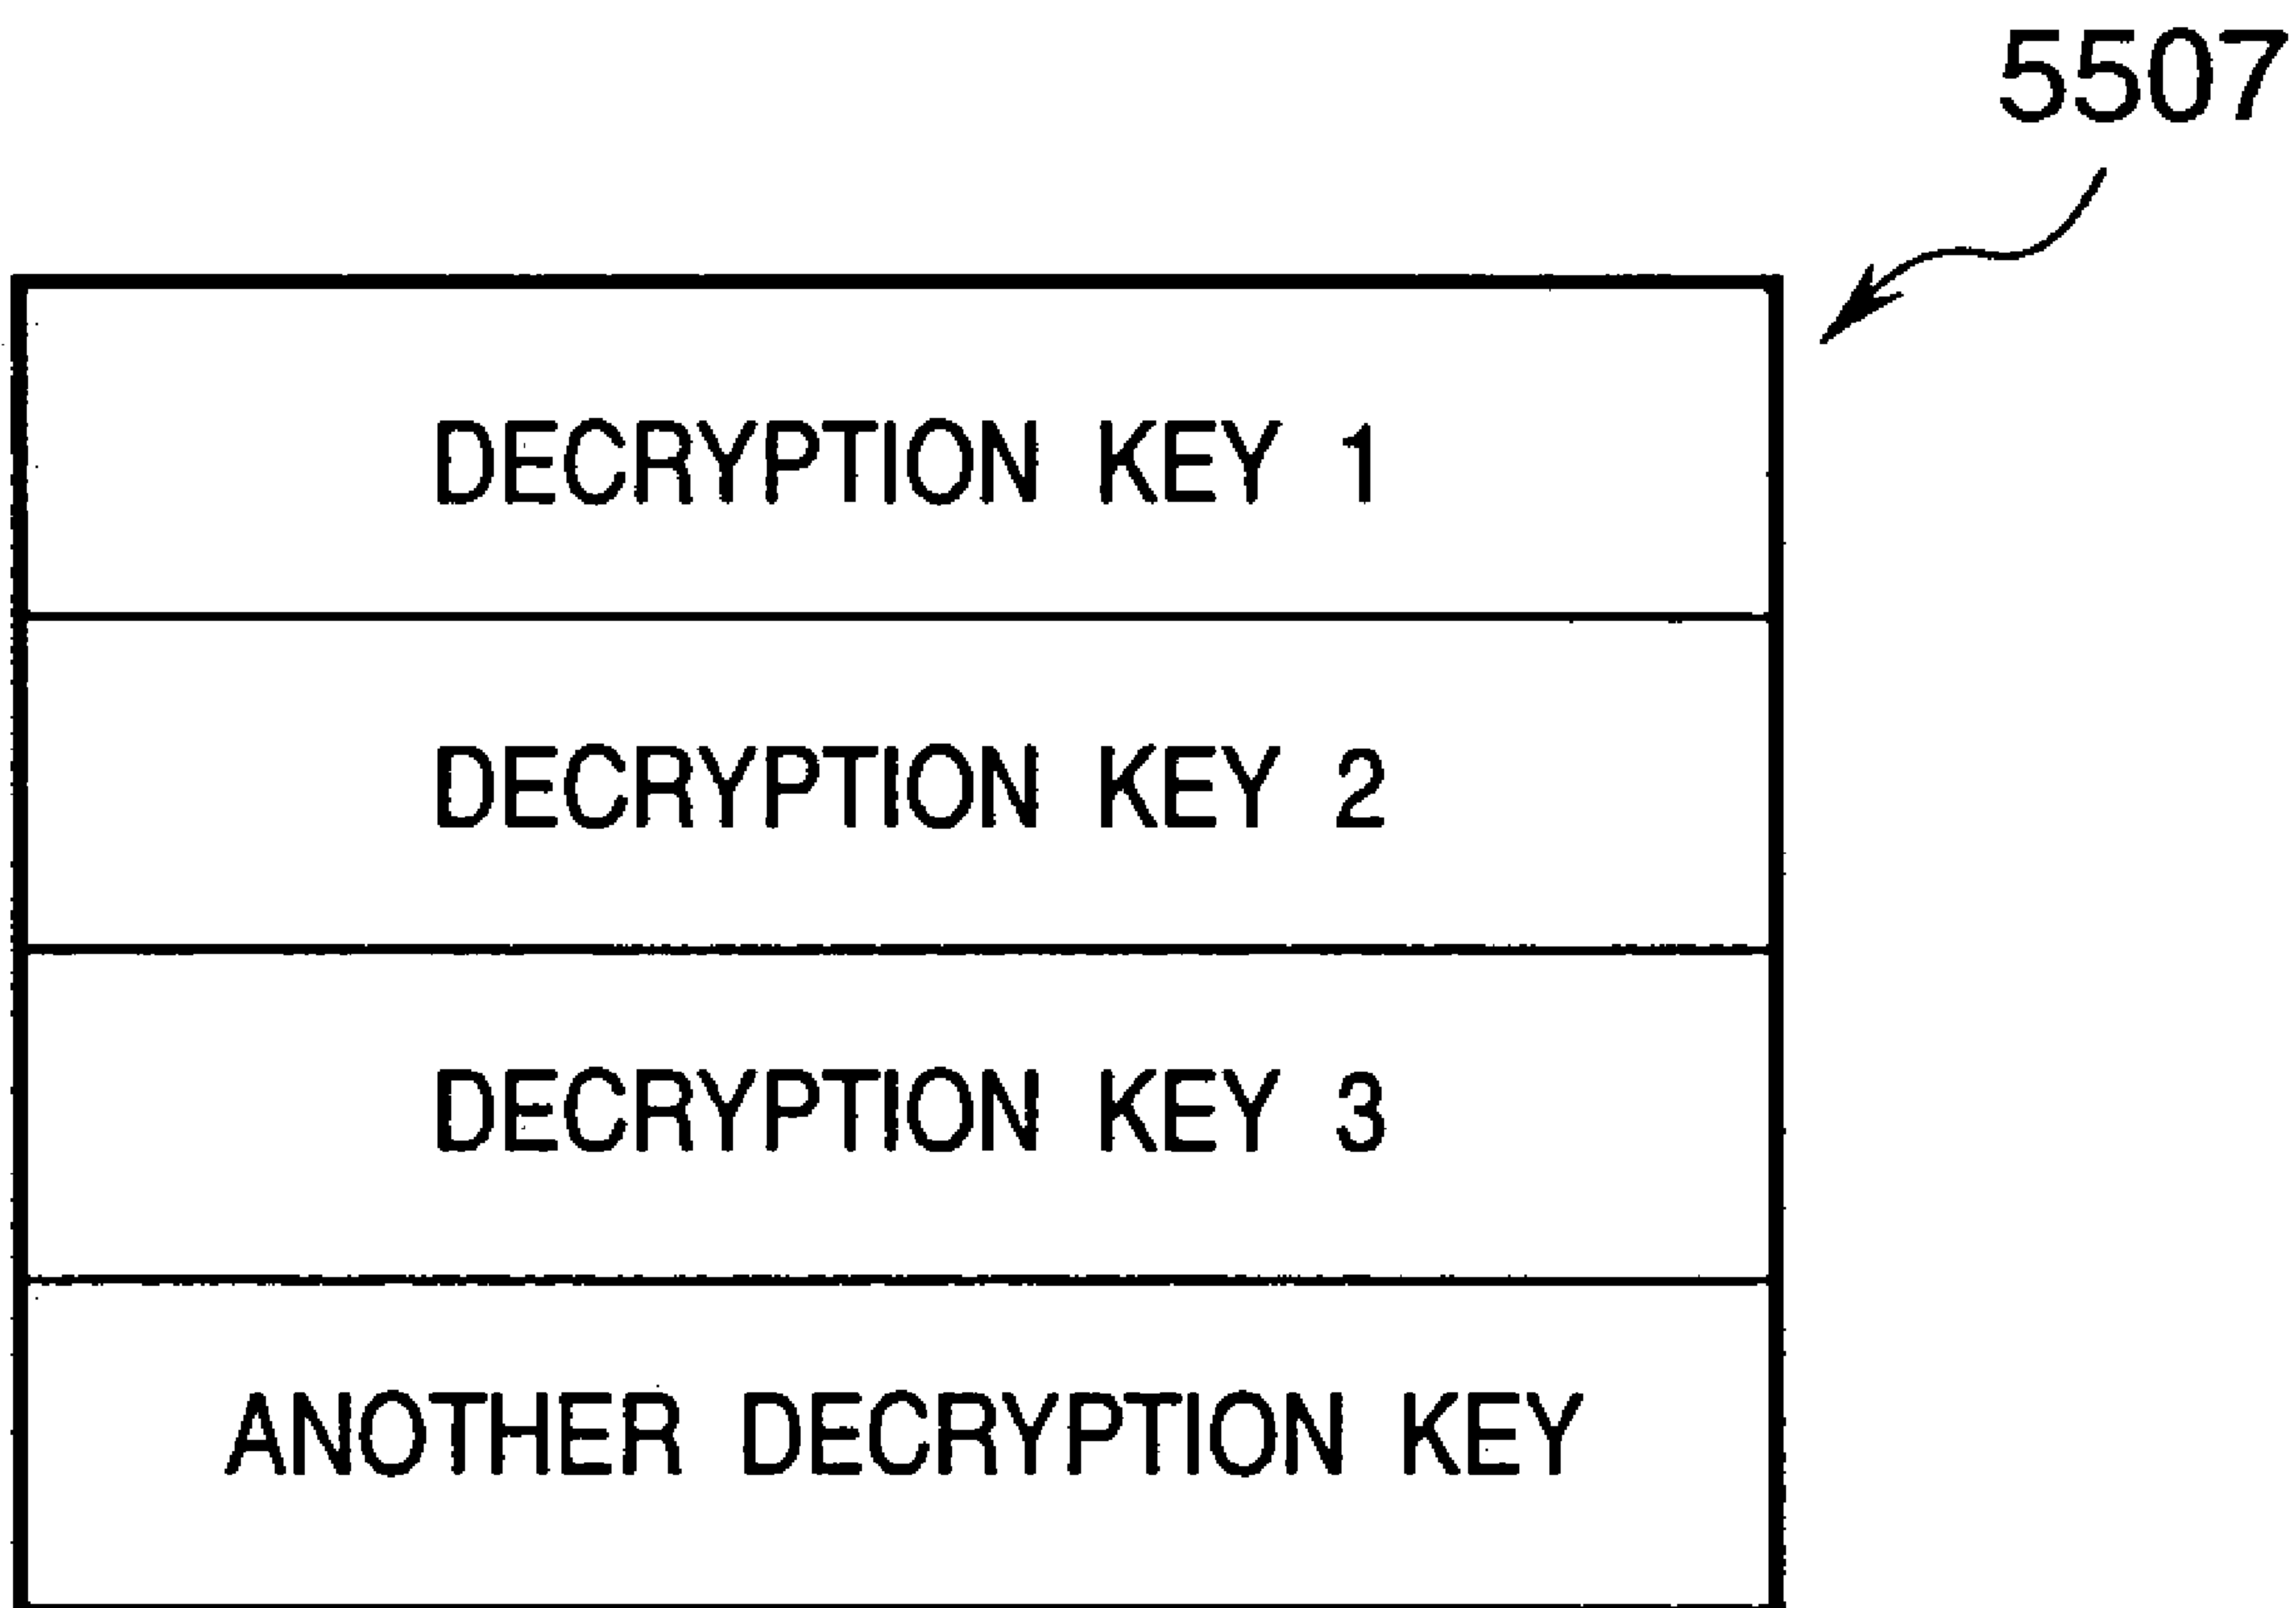 5507
DECRYPTION KEY 1
DECRYPTION KEY 2
DECRYPTION KEY 3
ANOTHER DECRYPTION KEY